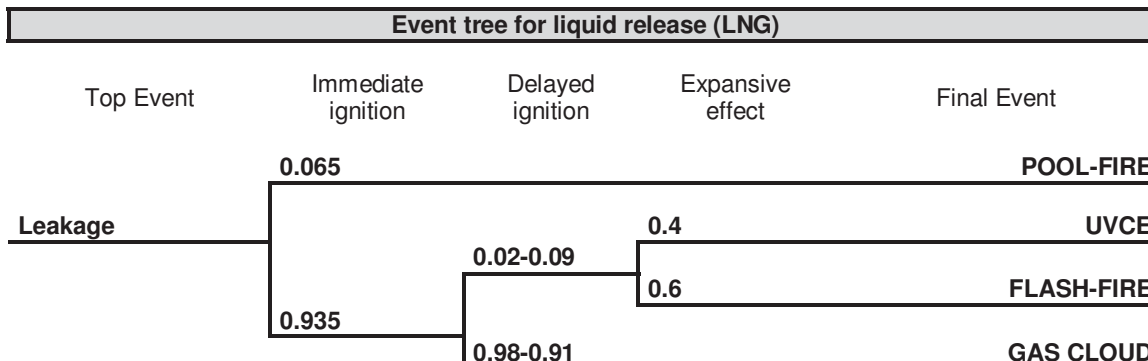 Event tree for liquid release (LNG)
Top Event
Immediate
ignition
Delayed
ignition
Expansive
effect
Final Event
0.065
POOL-FIRE
Leakage
0.4
UVCE
0.02-0.09
0.6
FLASH-FIRE
0.935
0.98-0.91
GAS CLOUD